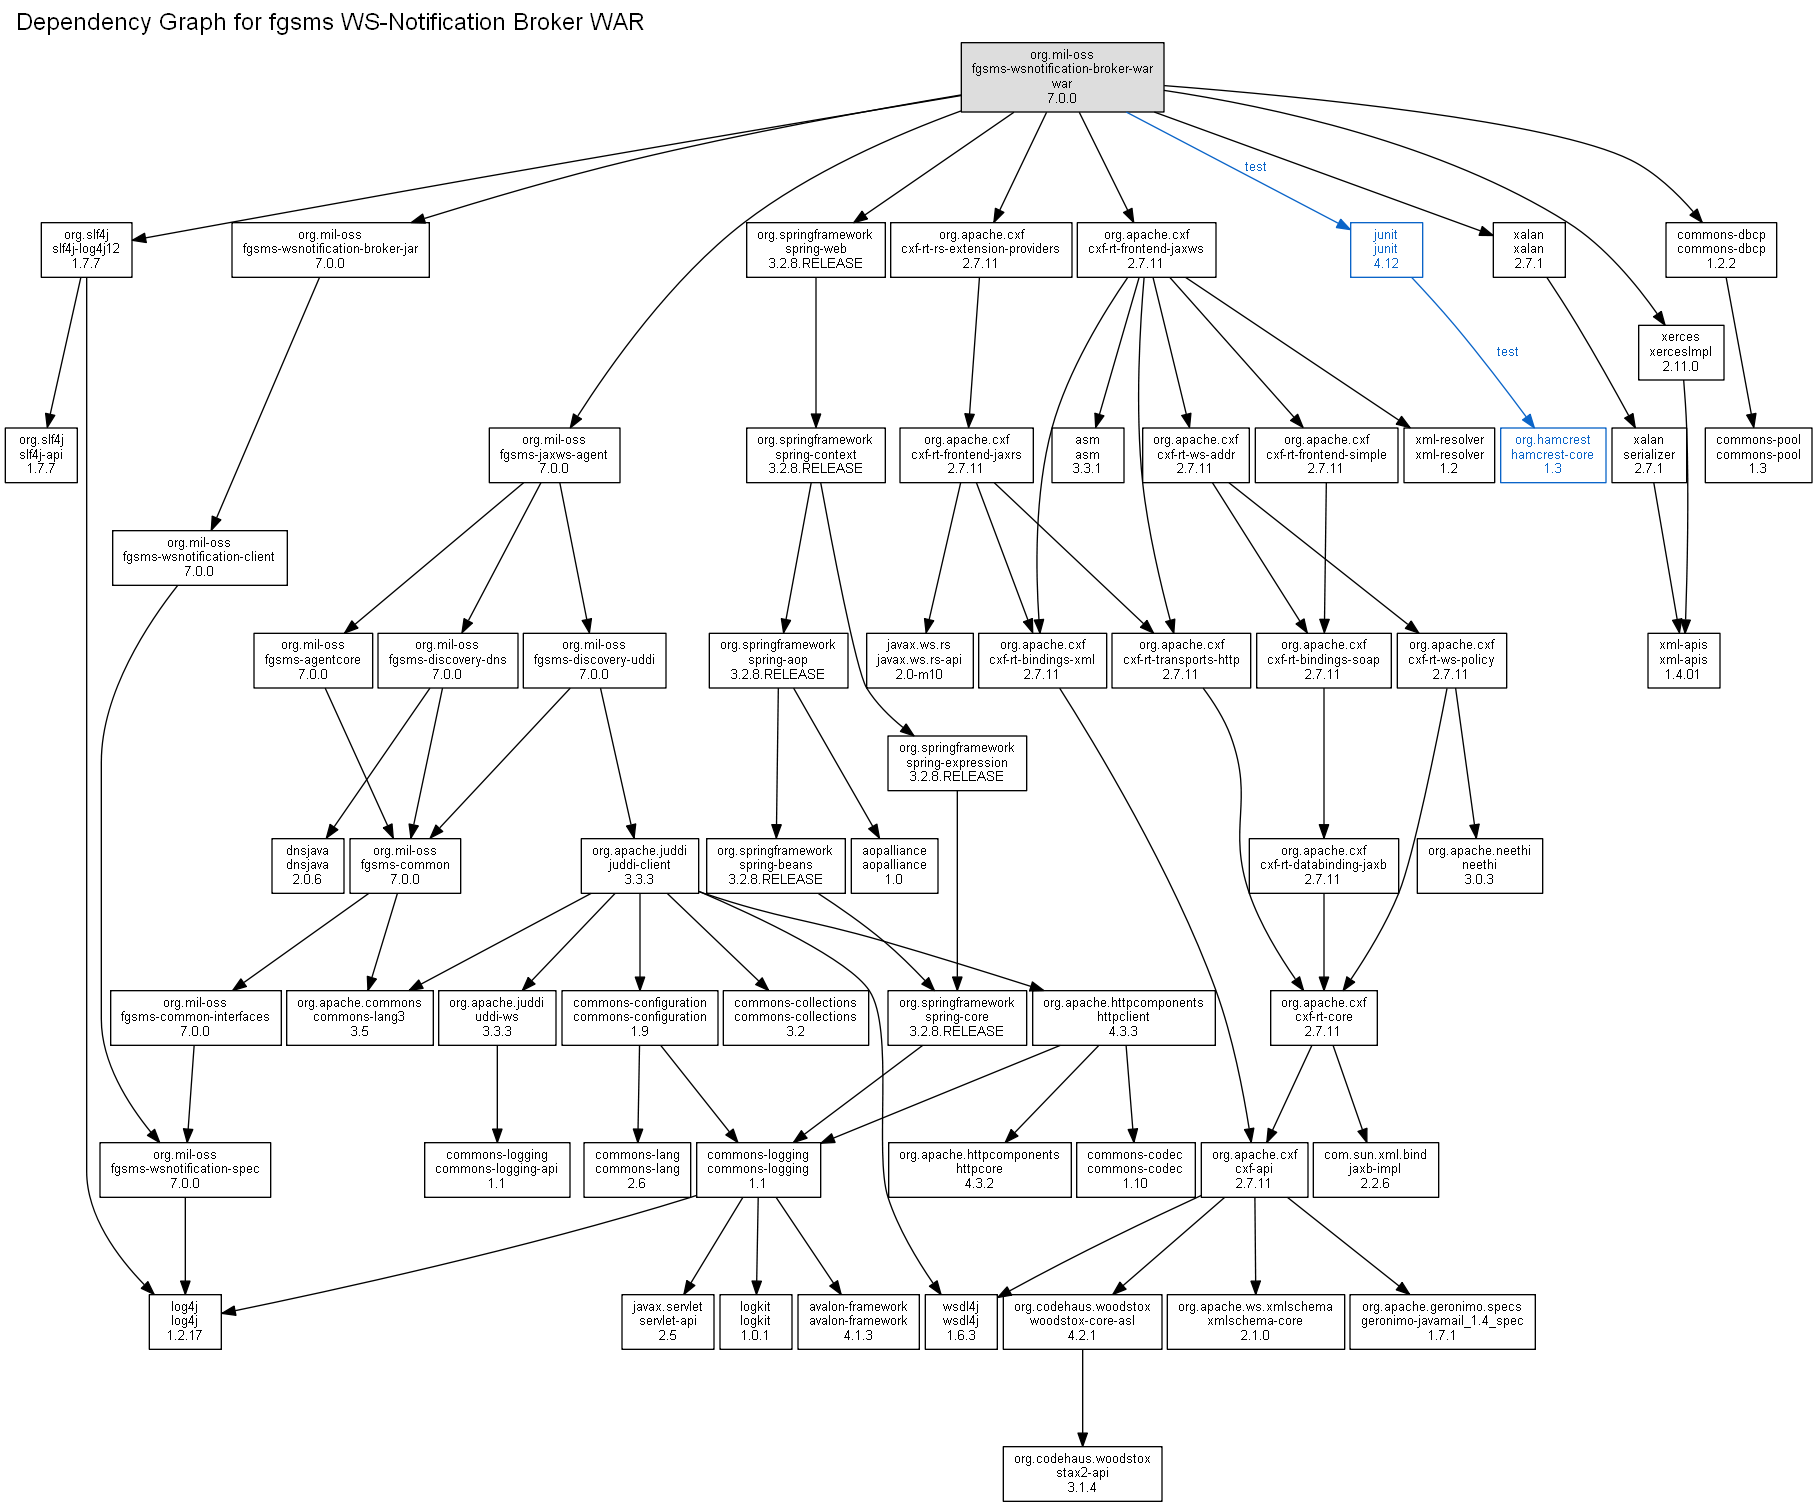 Dependency Graph for fgsms WS-Notification Broker WAR
org.mil-oss
fgsms-wsnotification-broker-war
war
7.0.0
test
org.slf4j
slf4j-log4j12
1.7.7
org.mil-oss
fgsms-wsnotification-broker-jar
7.0.0
org.springframework
spring-web
3.2.8.RELEASE
org.apache.cxf
cxf-rt-rs-extension-providers
2.7.11
org.apache.cxf
cxf-rt-frontend-jaxws
2.7.11
junit
junit
4.12
xalan
xalan
2.7.1
commons-dbcp
commons-dbcp
1.2.2
xerces
xercesImpl
2.11.0
test
org.slf4j
slf4j-api
1.7.7
org.mil-oss
fgsms-jaxws-agent
7.0.0
org.springframework
spring-context
3.2.8.RELEASE
org.apache.cxf
cxf-rt-frontend-jaxrs
2.7.11
asm
asm
3.3.1
org.apache.cxf
cxf-rt-ws-addr
2.7.11
org.apache.cxf
cxf-rt-frontend-simple
2.7.11
xml-resolver
xml-resolver
1.2
org.hamcrest
hamcrest-core
1.3
xalan
serializer
2.7.1
commons-pool
commons-pool
1.3
org.mil-oss
fgsms-wsnotification-client
7.0.0
org.mil-oss
fgsms-agentcore
7.0.0
org.mil-oss
fgsms-discovery-dns
7.0.0
org.mil-oss
fgsms-discovery-uddi
7.0.0
org.springframework
spring-aop
3.2.8.RELEASE
javax.ws.rs
javax.ws.rs-api
2.0-m10
org.apache.cxf
cxf-rt-bindings-xml
2.7.11
org.apache.cxf
cxf-rt-transports-http
2.7.11
org.apache.cxf
cxf-rt-bindings-soap
2.7.11
org.apache.cxf
cxf-rt-ws-policy
2.7.11
xml-apis
xml-apis
1.4.01
org.springframework
spring-expression
3.2.8.RELEASE
dnsjava
dnsjava
2.0.6
org.mil-oss
fgsms-common
7.0.0
org.apache.juddi
juddi-client
3.3.3
org.springframework
spring-beans
3.2.8.RELEASE
aopalliance
aopalliance
1.0
org.apache.cxf
cxf-rt-databinding-jaxb
2.7.11
org.apache.neethi
neethi
3.0.3
org.mil-oss
fgsms-common-interfaces
7.0.0
org.apache.commons
commons-lang3
3.5
org.apache.juddi
uddi-ws
3.3.3
commons-configuration
commons-configuration
1.9
commons-collections
commons-collections
3.2
org.springframework
spring-core
3.2.8.RELEASE
org.apache.httpcomponents
httpclient
4.3.3
org.apache.cxf
cxf-rt-core
2.7.11
org.mil-oss
fgsms-wsnotification-spec
7.0.0
commons-logging
commons-logging-api
1.1
commons-lang
commons-lang
2.6
commons-logging
commons-logging
1.1
org.apache.httpcomponents
httpcore
4.3.2
commons-codec
commons-codec
1.10
org.apache.cxf
cxf-api
2.7.11
com.sun.xml.bind
jaxb-impl
2.2.6
log4j
log4j
1.2.17
javax.servlet
servlet-api
2.5
logkit
logkit
1.0.1
avalon-framework
avalon-framework
4.1.3
wsdl4j
wsdl4j
1.6.3
org.codehaus.woodstox
woodstox-core-asl
4.2.1
org.apache.ws.xmlschema
xmlschema-core
2.1.0
org.apache.geronimo.specs
geronimo-javamail_1.4_spec
1.7.1
org.codehaus.woodstox
stax2-api
3.1.4